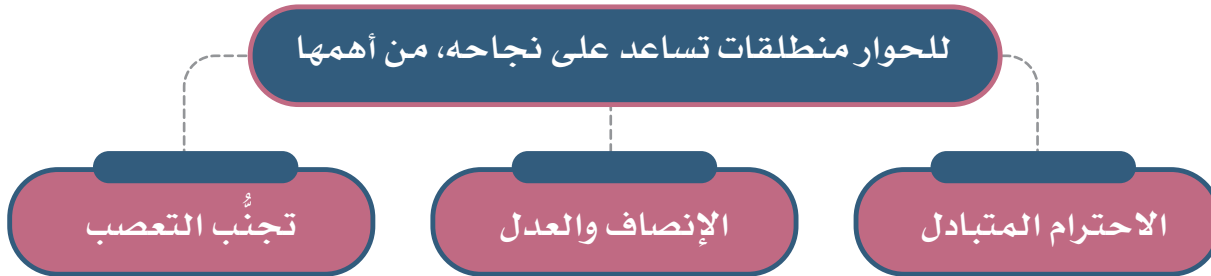 للحوار منطلقات تساعد على نجاحه، من أهمها
الاحترام المتبادل
الإنصاف والعدل
تجنُّب التعصب